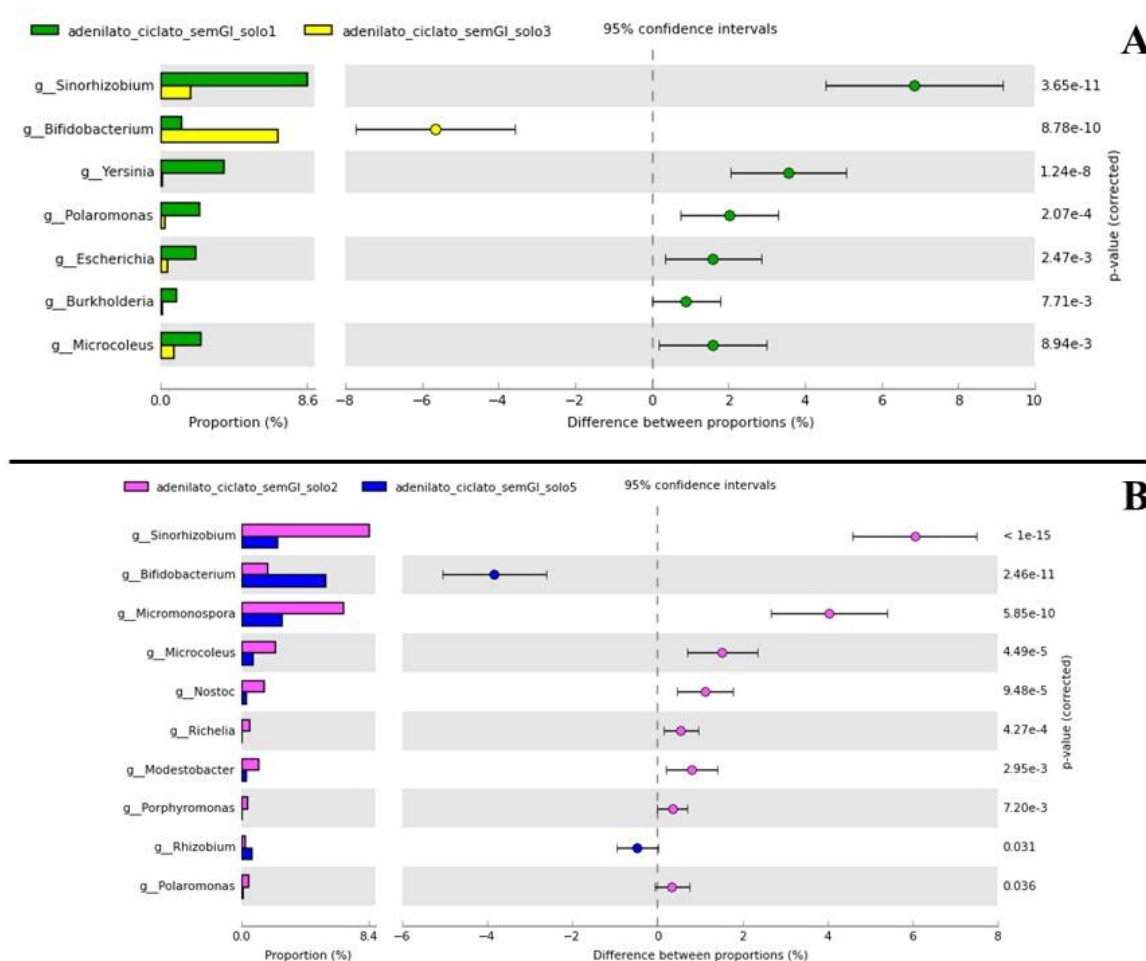 adenilato_ciclato_semGI_solo1 adenilato_ciclato_semGI_solo3 95% confidence intervals
A
g__Sinorhizobium 3.65e-11
g__Bifidobacterium 8.78e-10
g__Yersinia 1.24e-8
g__Polaromonas 2.07e-4
g__Escherichia 2.47e-3
g__Burkholderia 7.71e-3
g__Microcoleus 8.94e-3
p-value (corrected)
0.0 8.6 −8 −6 −4 −2 0 2 4 6 8 10
Proportion (%) Difference between proportions (%)
adenilato_ciclato_semGI_solo2 adenilato_ciclato_semGI_solo5 95% confidence intervals
B
g__Sinorhizobium < 1e-15
g__Bifidobacterium 2.46e-11
g__Micromonospora 5.85e-10
g__Microcoleus 4.49e-5
g__Nostoc 9.48e-5
g__Richelia 4.27e-4
g__Modestobacter 2.95e-3
g__Porphyromonas 7.20e-3
g__Rhizobium 0.031
g__Polaromonas 0.036
p-value (corrected)
0.0 8.4 −6 −4 −2 0 2 4 6 8
Proportion (%) Difference between proportions (%)